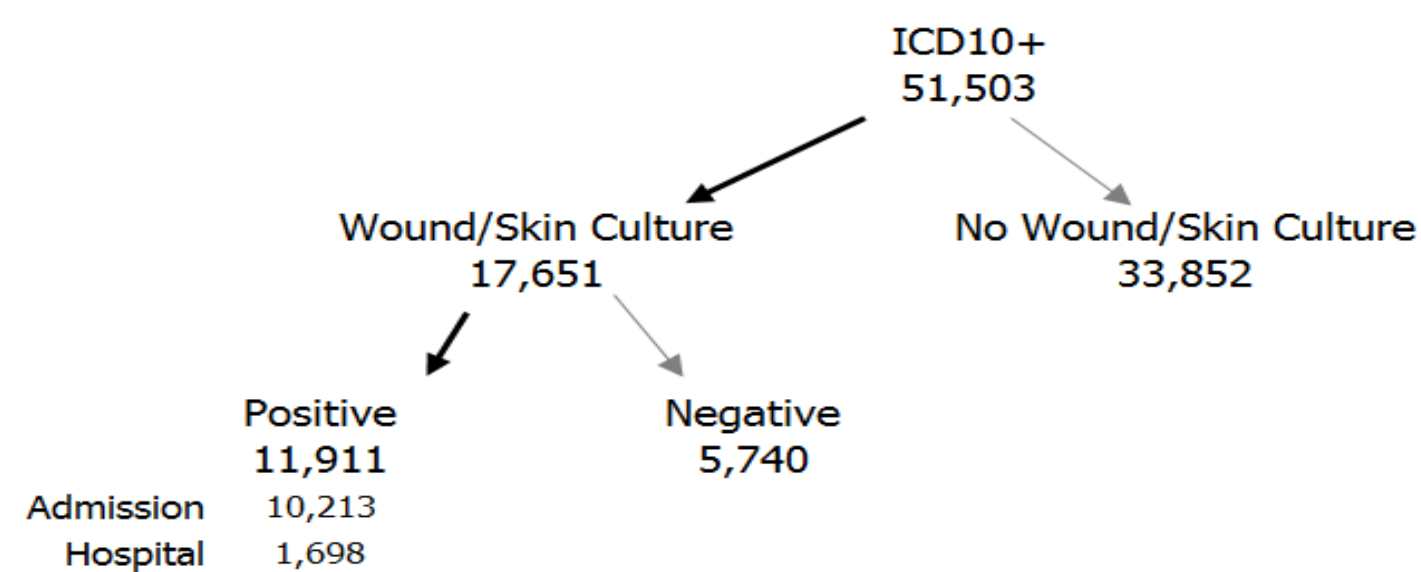 ICD10+
51,503
Wound/Skin Culture
17,651
No Wound/Skin Culture
33,852
Positive
11,911
Negative
5,740
Admission 10,213
Hospital 1,698